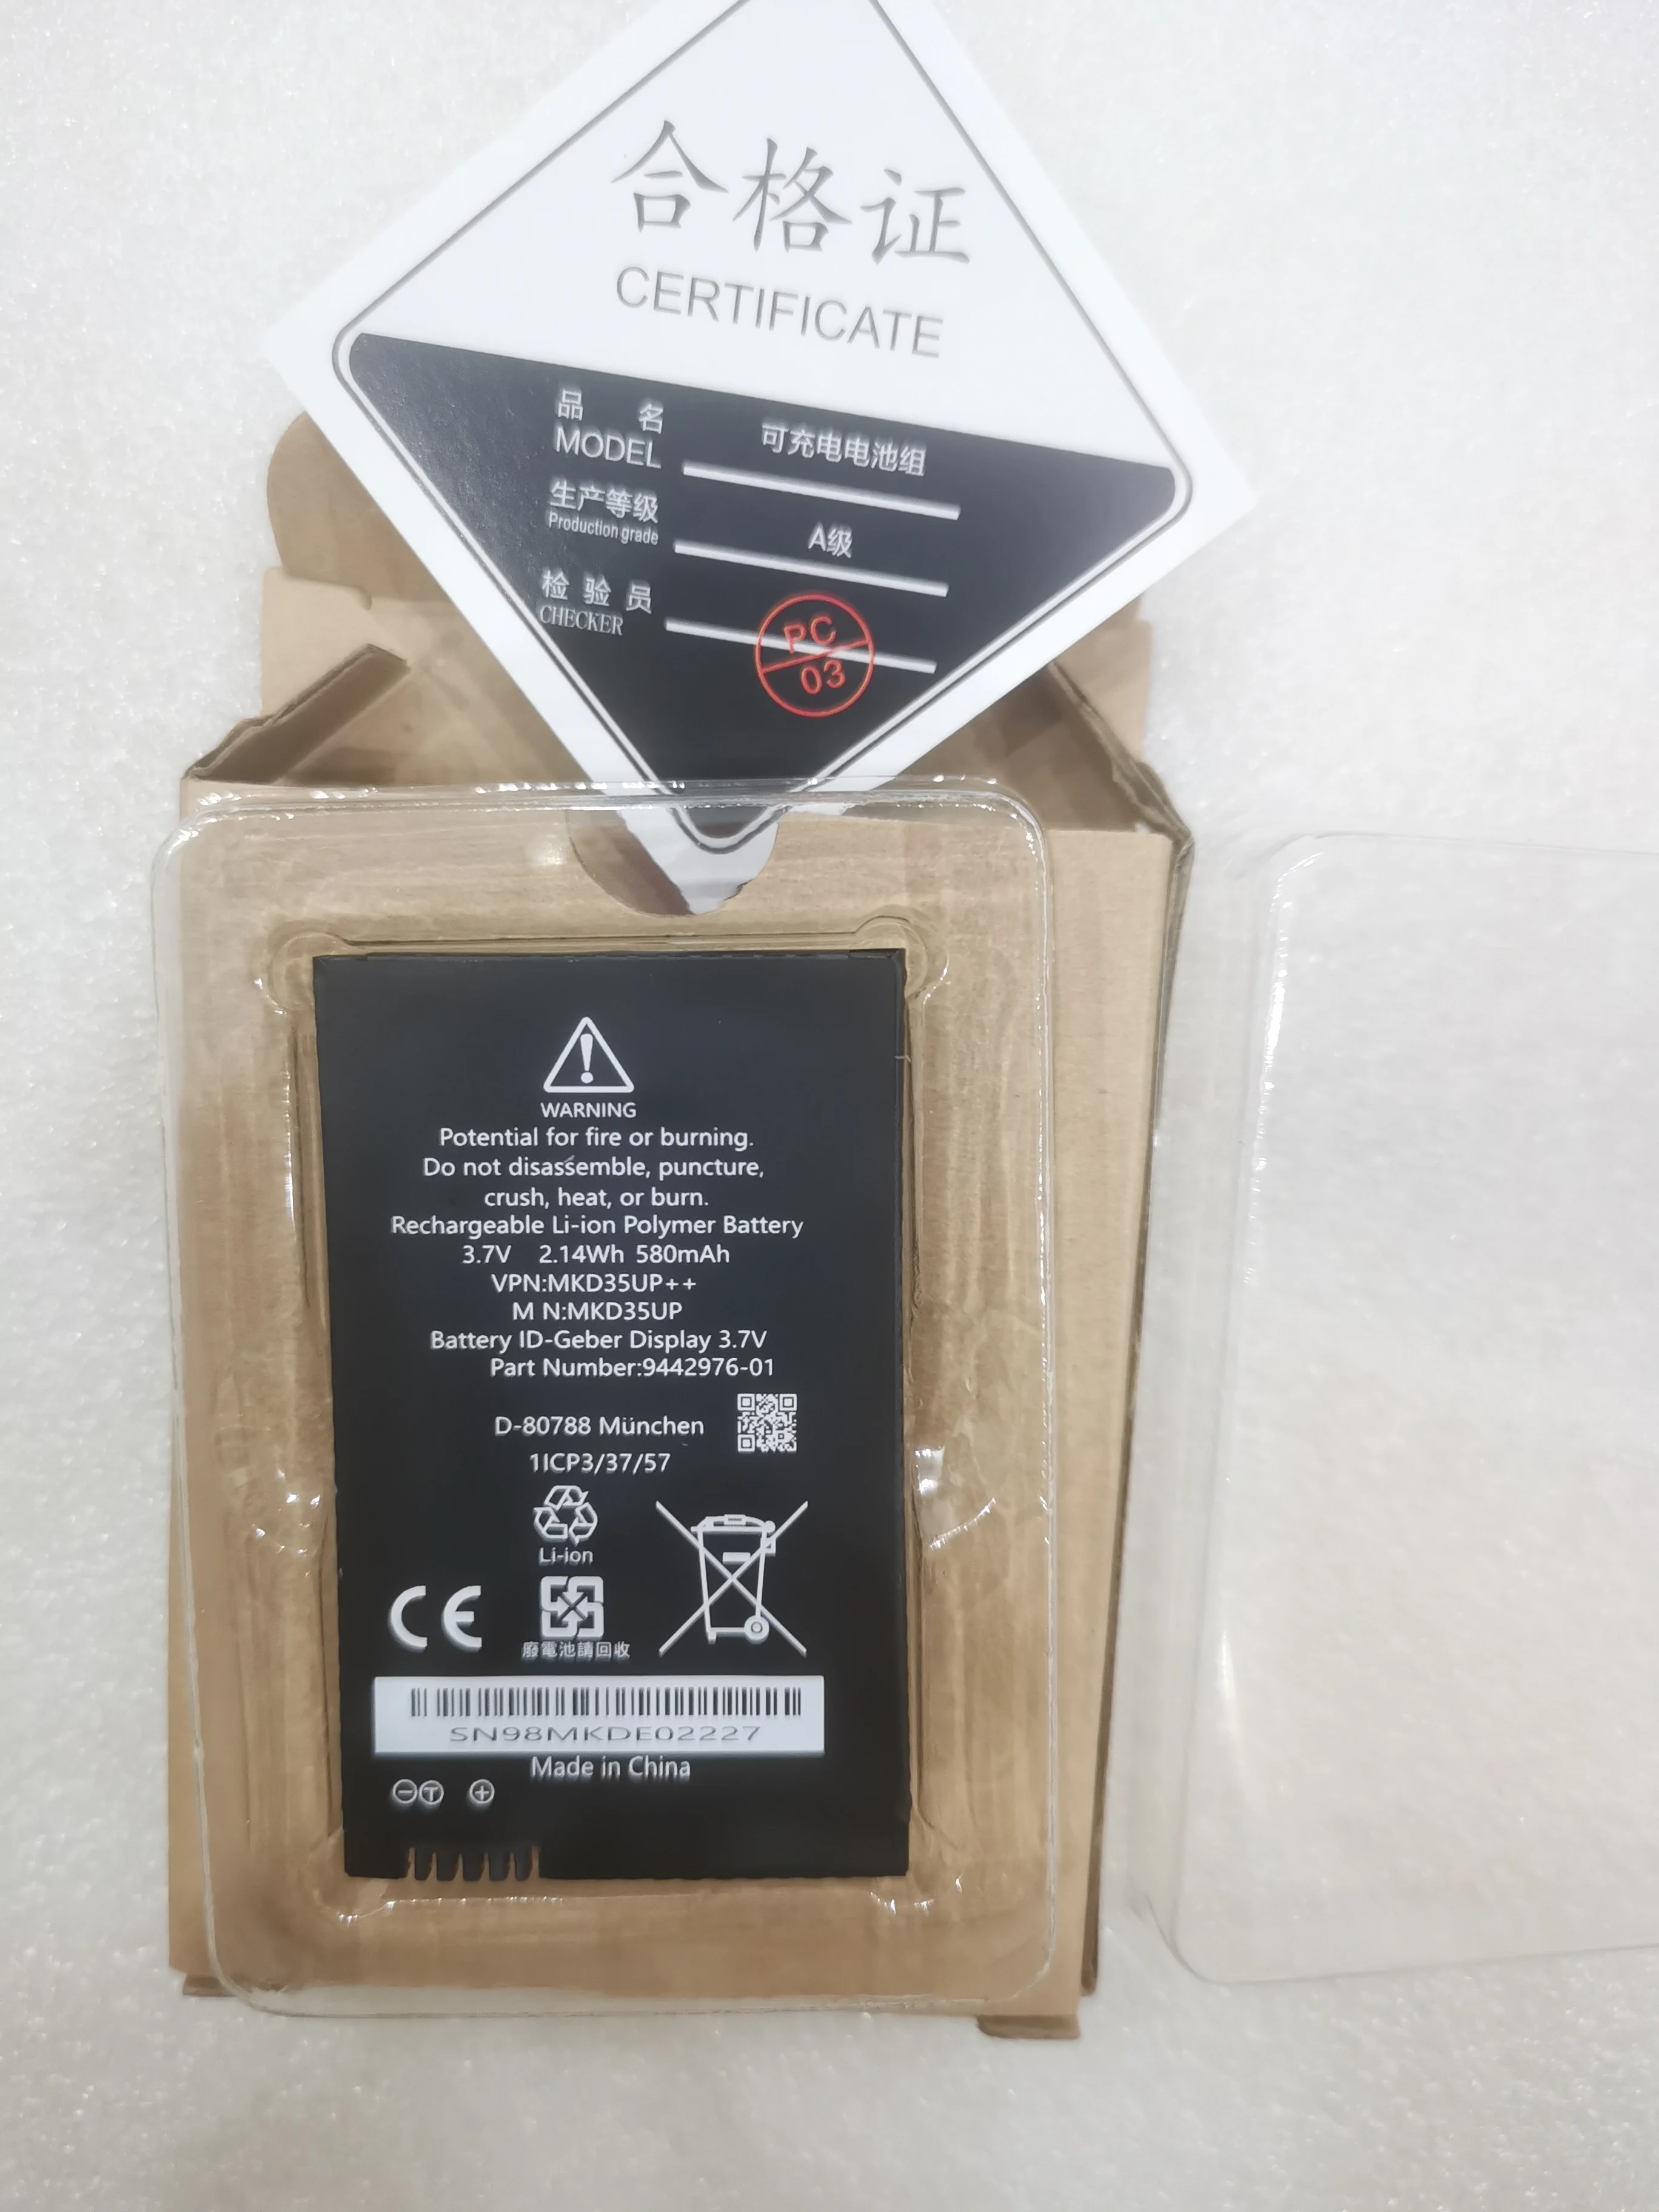 合格证
CERTIFICATE
品 名 可充电电池组
MODEL
生产等级 A级
Production grade
检验员
CHECKER
PC
03
WARNING
Potential for fire or burning.
Do not disassemble, puncture,
crush, heat, or burn.
Rechargeable Li-ion Polymer Battery
3.7V 2.14Wh 580mAh
VPN:MKD35UP++
M N:MKD35UP
Battery ID-Geber Display 3.7V
Part Number:9442976-01
D-80788 München
1ICP3/37/57
Li-ion
CE
廢電池請回收
SN98MKDE02227
Made in China
- T +